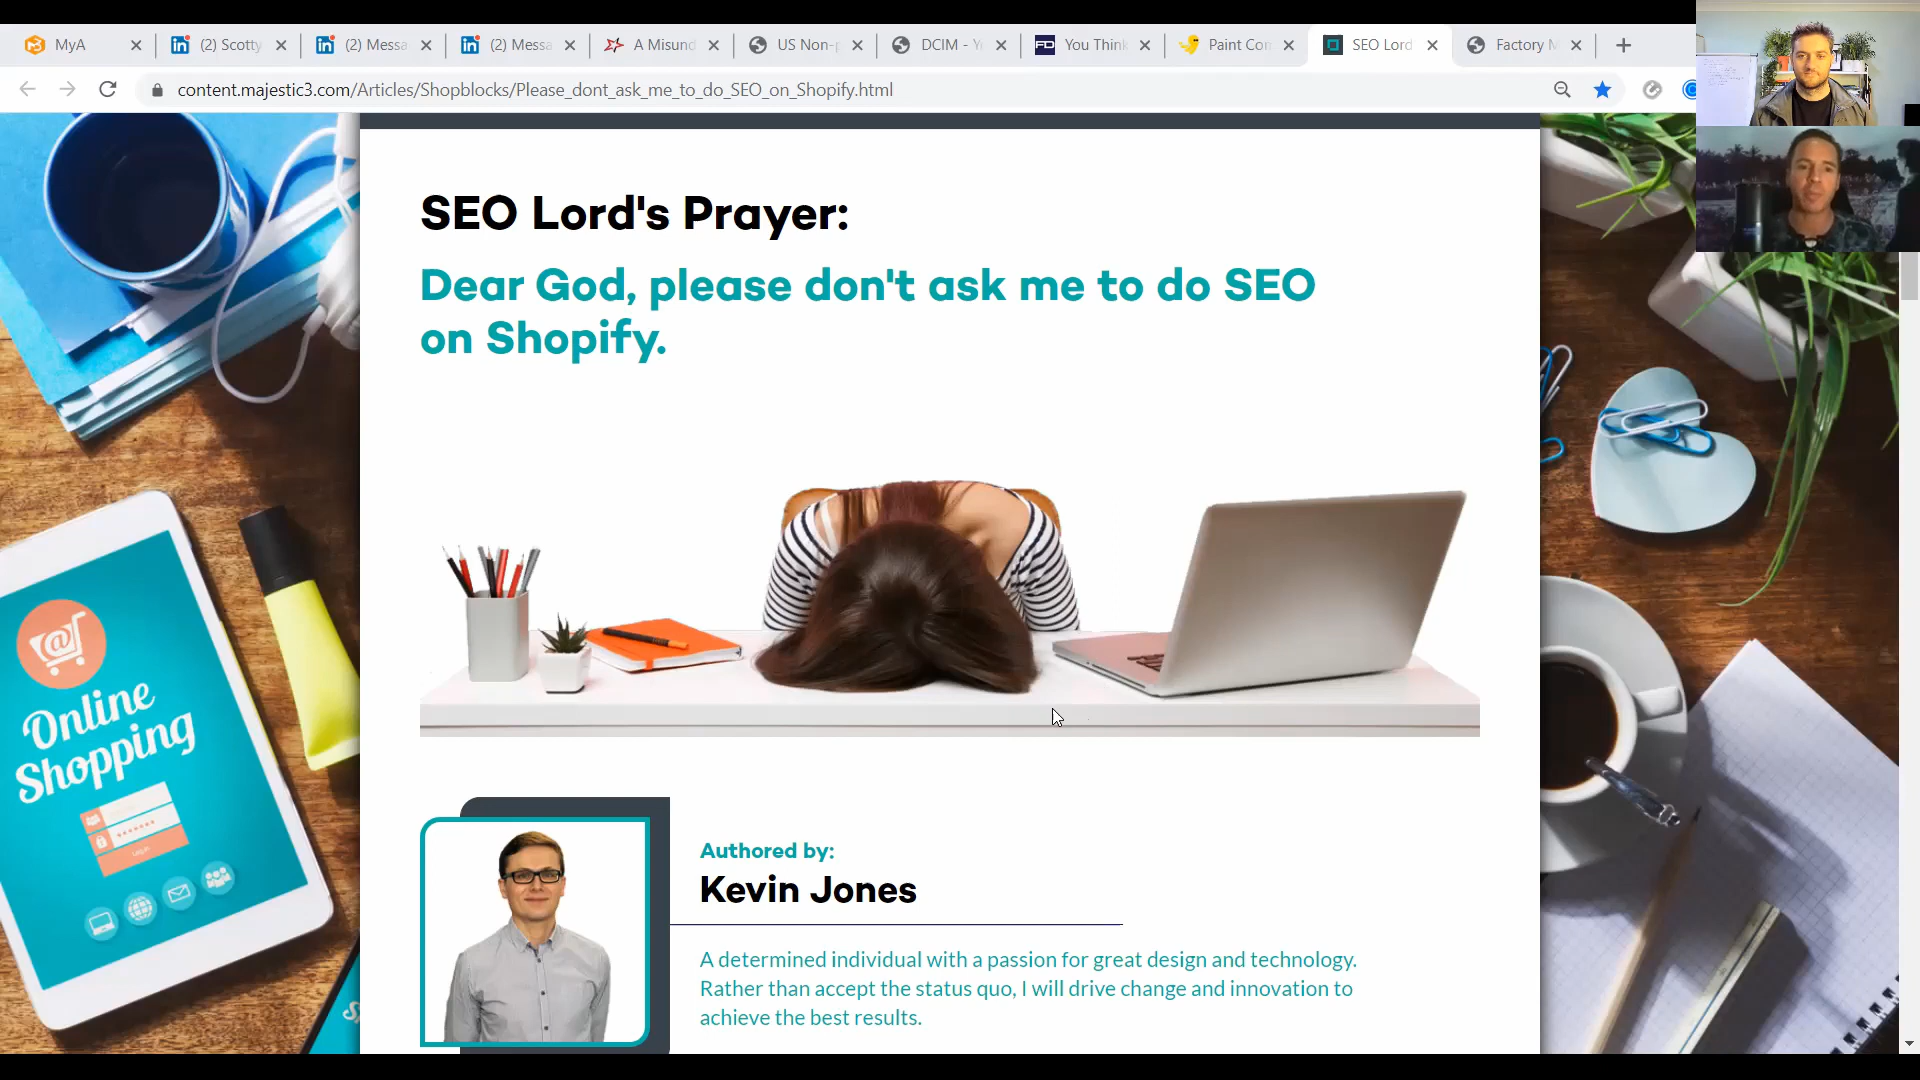 MyA
(2) Scotty
(2) Messa
(2) Messa
A Misund
US Non-p
DCIM - Y
FD
You Think
Paint Con
SEO Lord
Factory M
content.majestic3.com/Articles/Shopblocks/Please_dont_ask_me_to_do_SEO_on_Shopify.html
SEO Lord's Prayer:
Dear God, please don't ask me to do SEO
on Shopify.
@
Online
Shopping
Log in
Authored by:
Kevin Jones
A determined individual with a passion for great design and technology.
Rather than accept the status quo, I will drive change and innovation to
achieve the best results.